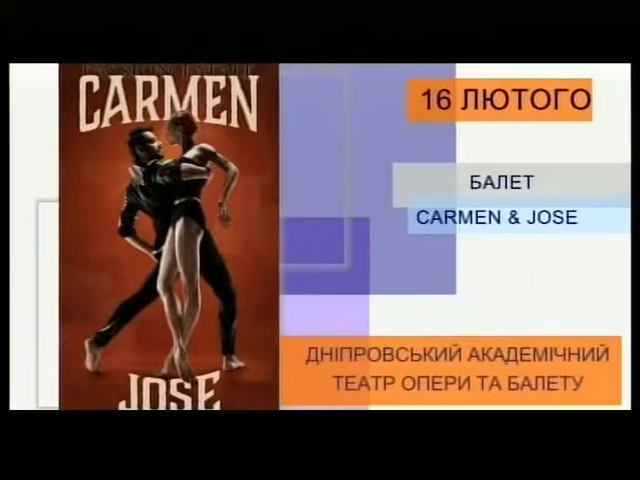 CARMEN
JOSE
16 ЛЮТОГО
БАЛЕТ
CARMEN & JOSE
ДНІПРОВСЬКИЙ АКАДЕМІЧНИЙ
ТЕАТР ОПЕРИ ТА БАЛЕТУ